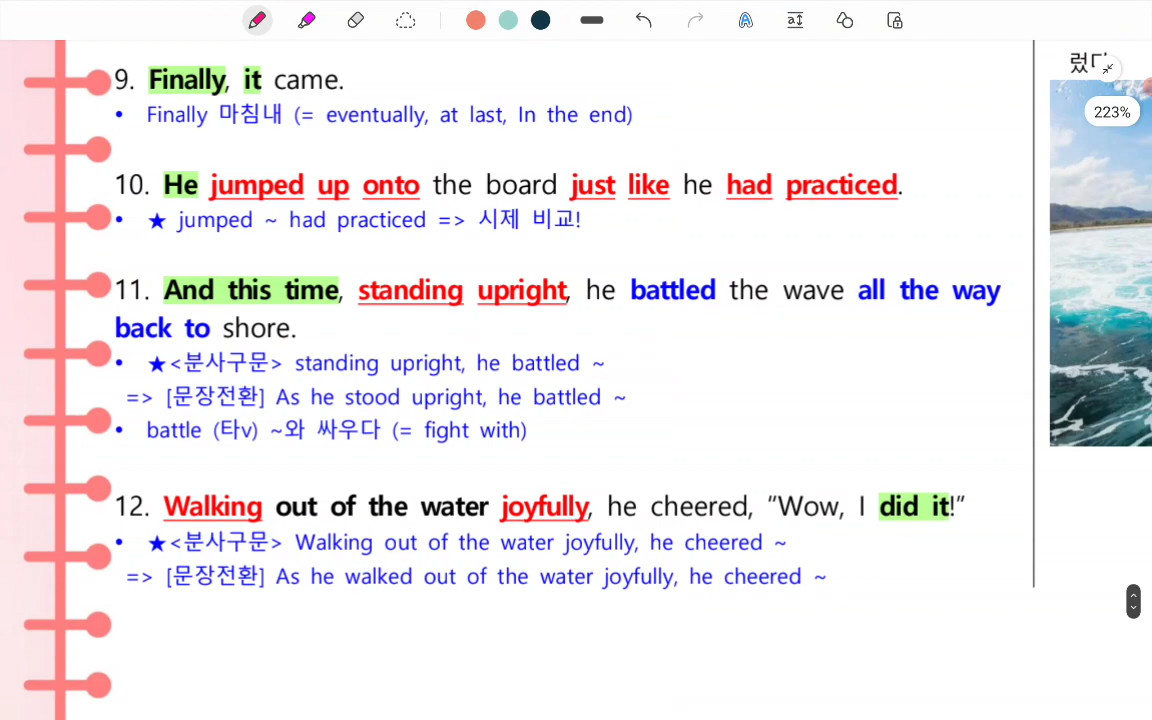 9. Finally, it came.
• Finally 마침내 (= eventually, at last, In the end)
10. He jumped up onto the board just like he had practiced.
• ★ jumped ~ had practiced => 시제 비교!
11. And this time, standing upright, he battled the wave all the way
back to shore.
• ★<분사구문> standing upright, he battled ~
=> [문장전환] As he stood upright, he battled ~
• battle (타v) ~와 싸우다 (= fight with)
12. Walking out of the water joyfully, he cheered, “Wow, I did it!”
• ★<분사구문> Walking out of the water joyfully, he cheered ~
=> [문장전환] As he walked out of the water joyfully, he cheered ~
렀
223%